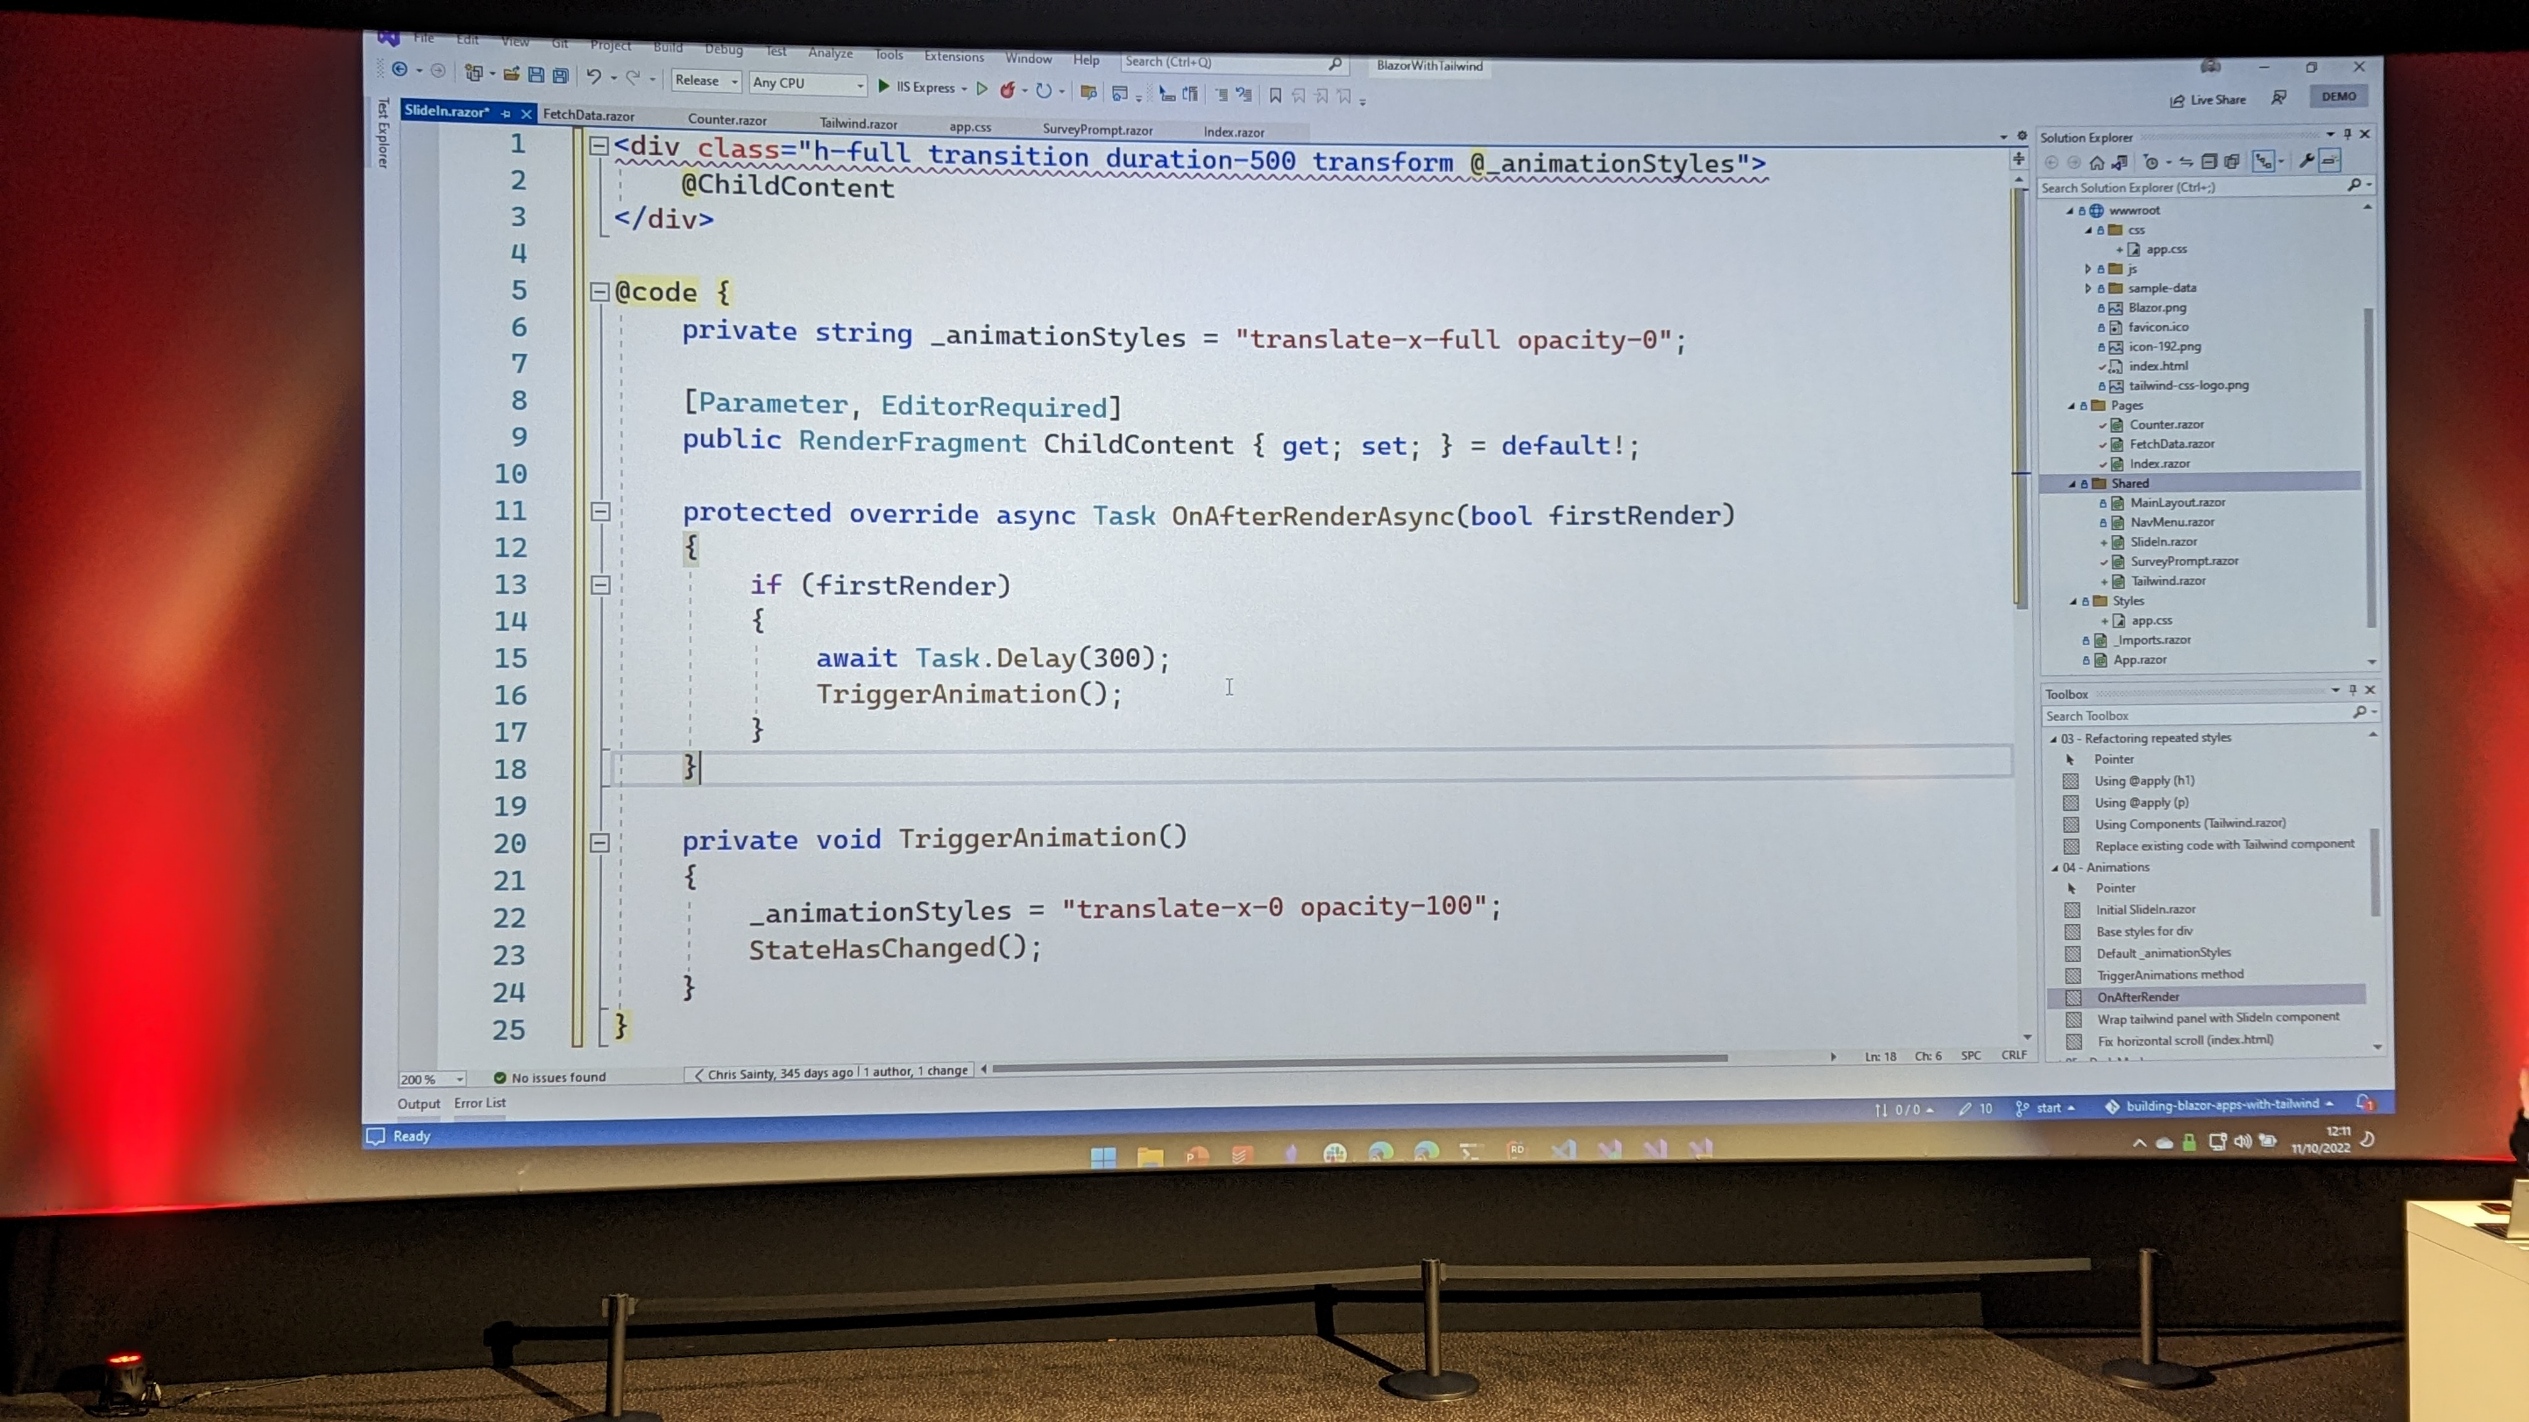 File Edit View Git Project Build Debug Test Analyze Tools Extensions Window Help Search (Ctrl+Q) BlazorWithTailwind
Release Any CPU IIS Express Live Share DEMO
Test Explorer
SlideIn.razor* FetchData.razor Counter.razor Tailwind.razor app.css SurveyPrompt.razor Index.razor
1 <div class="h-full transition duration-500 transform @_animationStyles">
2 @ChildContent
3 </div>
4
5 @code {
6 private string _animationStyles = "translate-x-full opacity-0";
7
8 [Parameter, EditorRequired]
9 public RenderFragment ChildContent { get; set; } = default!;
10
11 protected override async Task OnAfterRenderAsync(bool firstRender)
12 {
13 if (firstRender)
14 {
15 await Task.Delay(300);
16 TriggerAnimation();
17 }
18 }
19
20 private void TriggerAnimation()
21 {
22 _animationStyles = "translate-x-0 opacity-100";
23 StateHasChanged();
24 }
25 }
200 % No issues found Chris Sainty, 345 days ago | 1 author, 1 change Ln: 18 Ch: 6 SPC CRLF
Output Error List
Solution Explorer
Search Solution Explorer (Ctrl+;)
wwwroot
css
app.css
js
sample-data
Blazor.png
favicon.ico
icon-192.png
index.html
tailwind-css-logo.png
Pages
Counter.razor
FetchData.razor
Index.razor
Shared
MainLayout.razor
NavMenu.razor
SlideIn.razor
SurveyPrompt.razor
Tailwind.razor
Styles
app.css
_Imports.razor
App.razor
Toolbox
Search Toolbox
03 - Refactoring repeated styles
Pointer
Using @apply (h1)
Using @apply (p)
Using Components (Tailwind.razor)
Replace existing code with Tailwind component
04 - Animations
Pointer
Initial SlideIn.razor
Base styles for div
Default _animationStyles
TriggerAnimations method
OnAfterRender
Wrap tailwind panel with SlideIn component
Fix horizontal scroll (index.html)
Ready 0/0 10 start building-blazor-apps-with-tailwind 1
12:11
11/10/2022